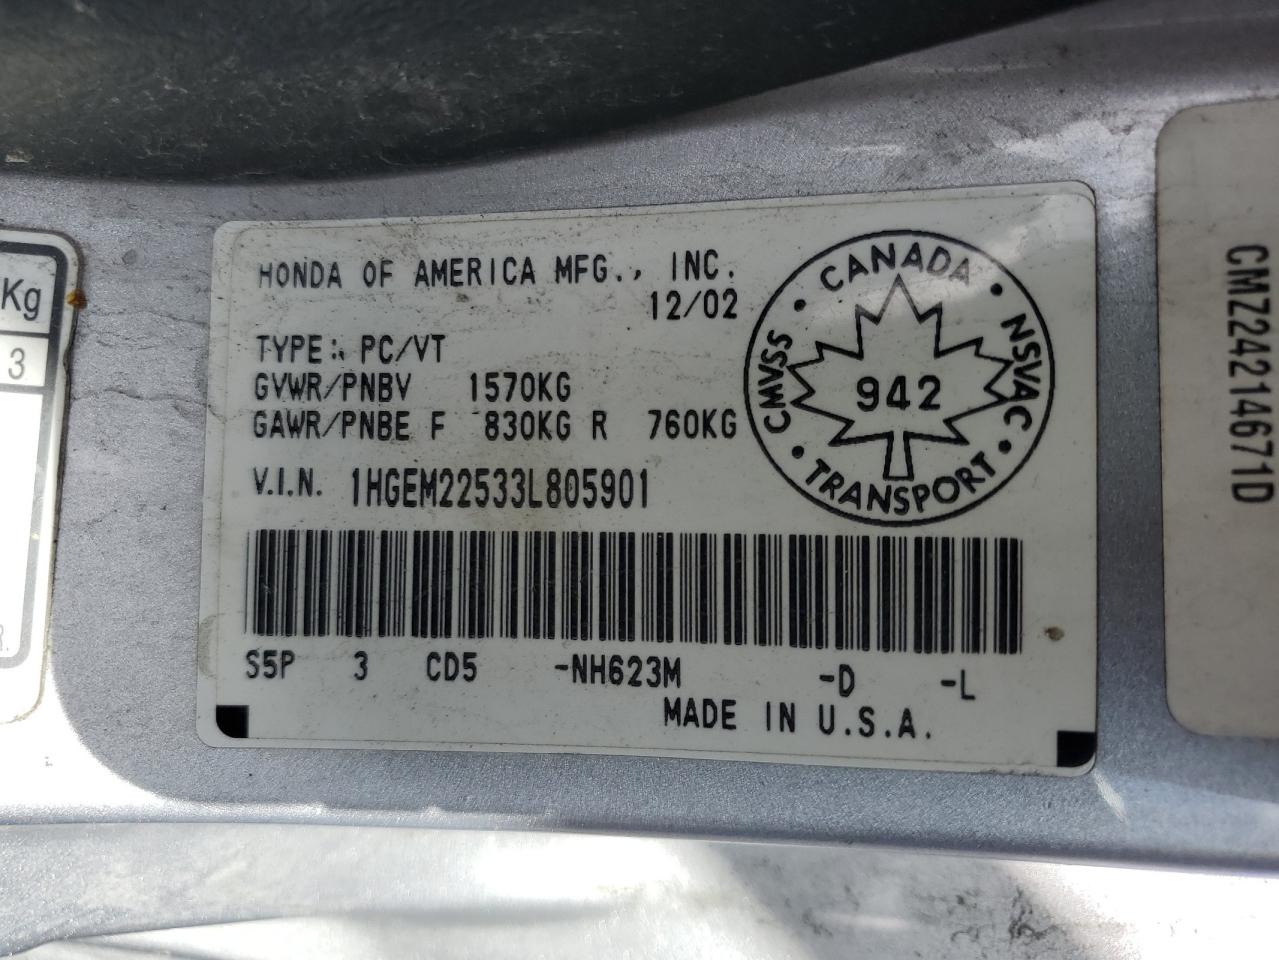 Kg
3
R
HONDA OF AMERICA MFG., INC.
12/02
TYPE: PC/VT
GVWR/PNBV 1570KG
GAWR/PNBE F 830KG R 760KG
V.I.N. 1HGEM22533L805901
CANADA
CMVSS
NSVAC
942
TRANSPORT
S5P 3 CD5 -NH623M -D -L
MADE IN U.S.A.
CMZ24214671D